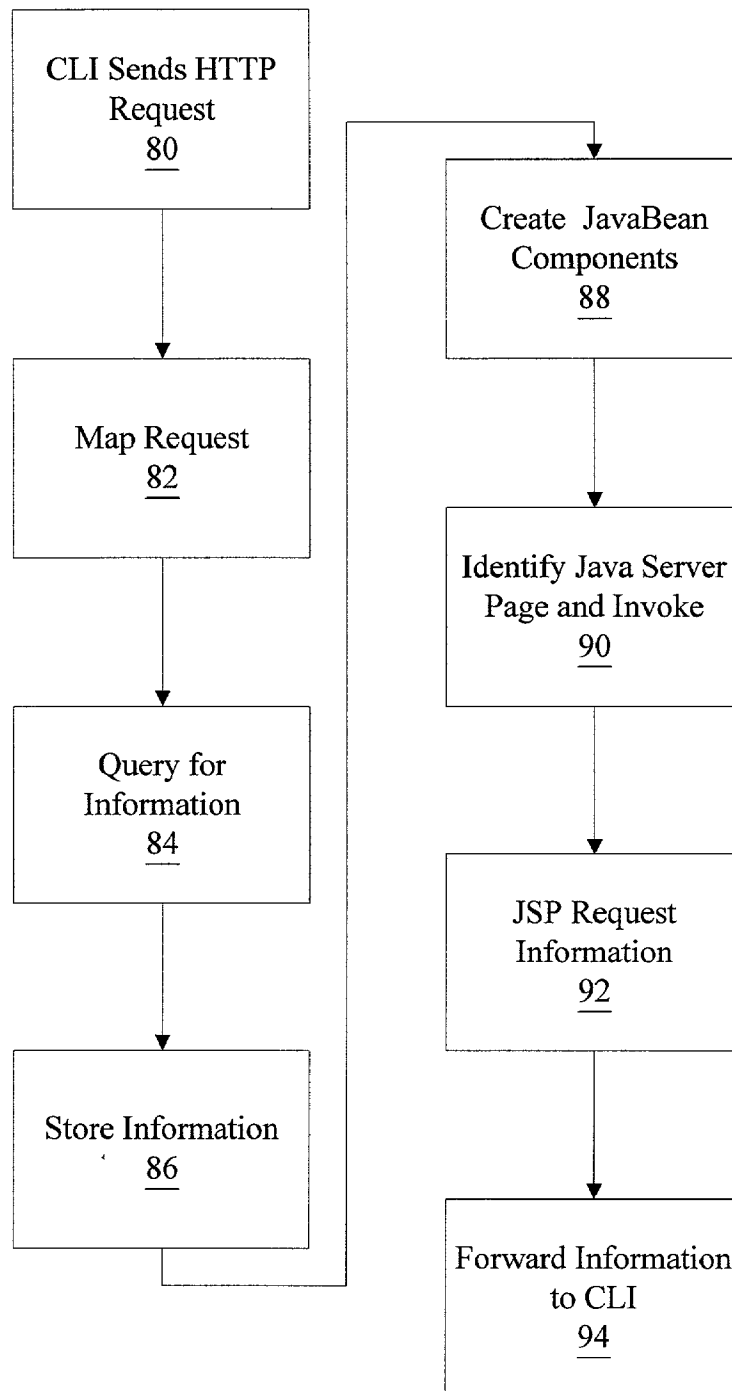 CLI Sends HTTP
Request
80
Map Request
82
Query for
Information
84
Store Information
86
Create JavaBean
Components
88
Identify Java Server
Page and Invoke
90
JSP Request
Information
92
Forward Information
to CLI
94